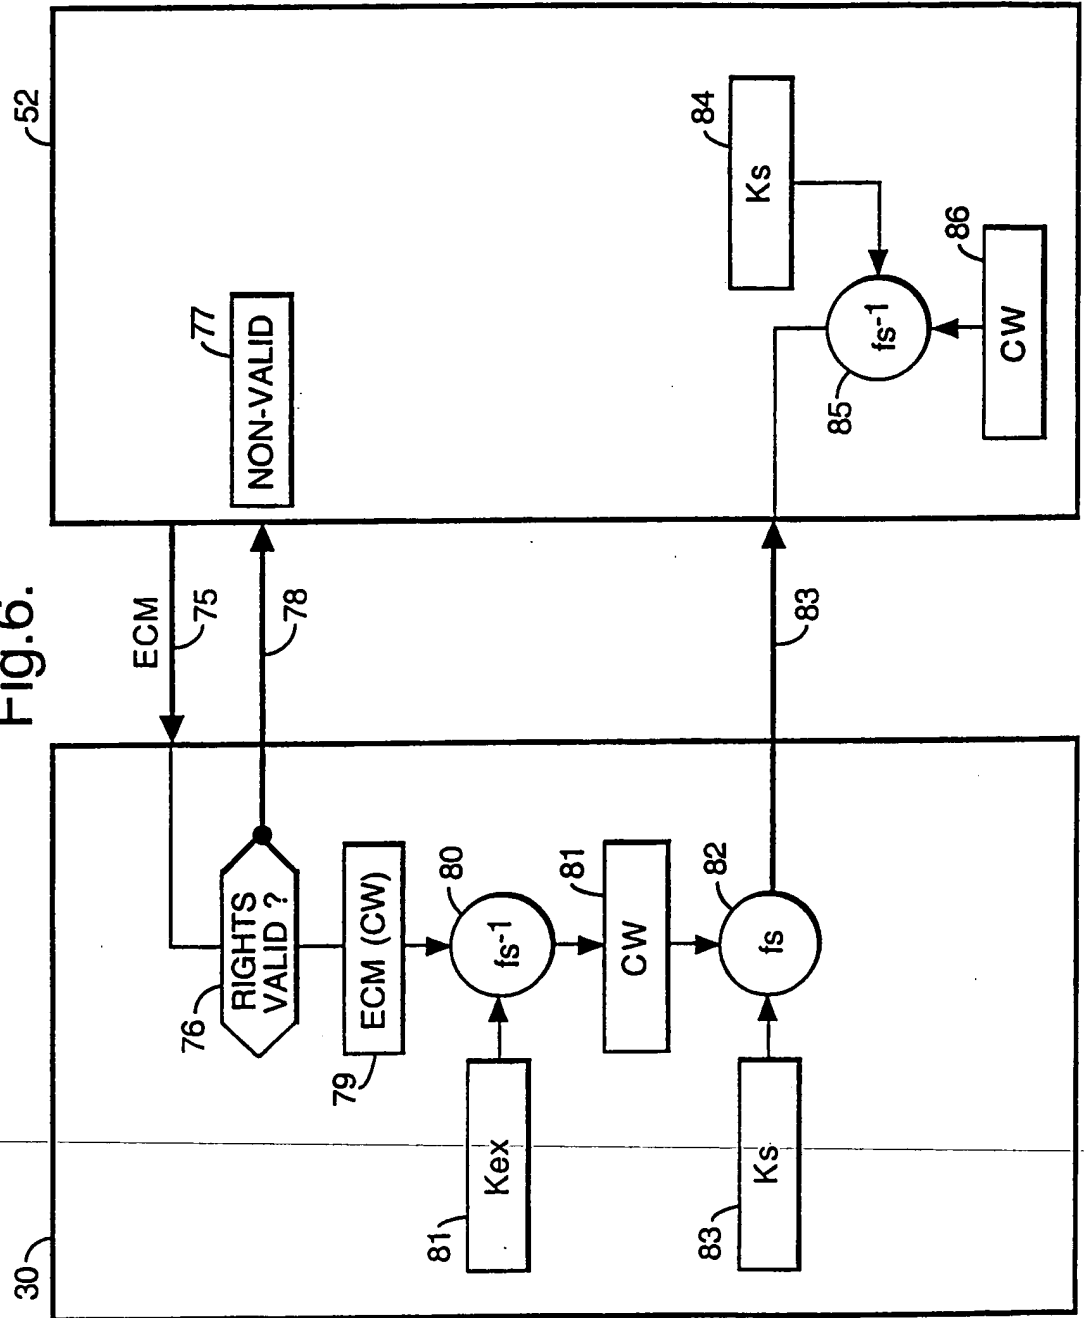 Fig.6.
30
52
ECM
75
76
RIGHTS
VALID ?
78
77
NON-VALID
79
ECM (CW)
80
fs-1
81
Kex
81
CW
82
fs
83
Ks
83
84
Ks
85
fs-1
86
CW